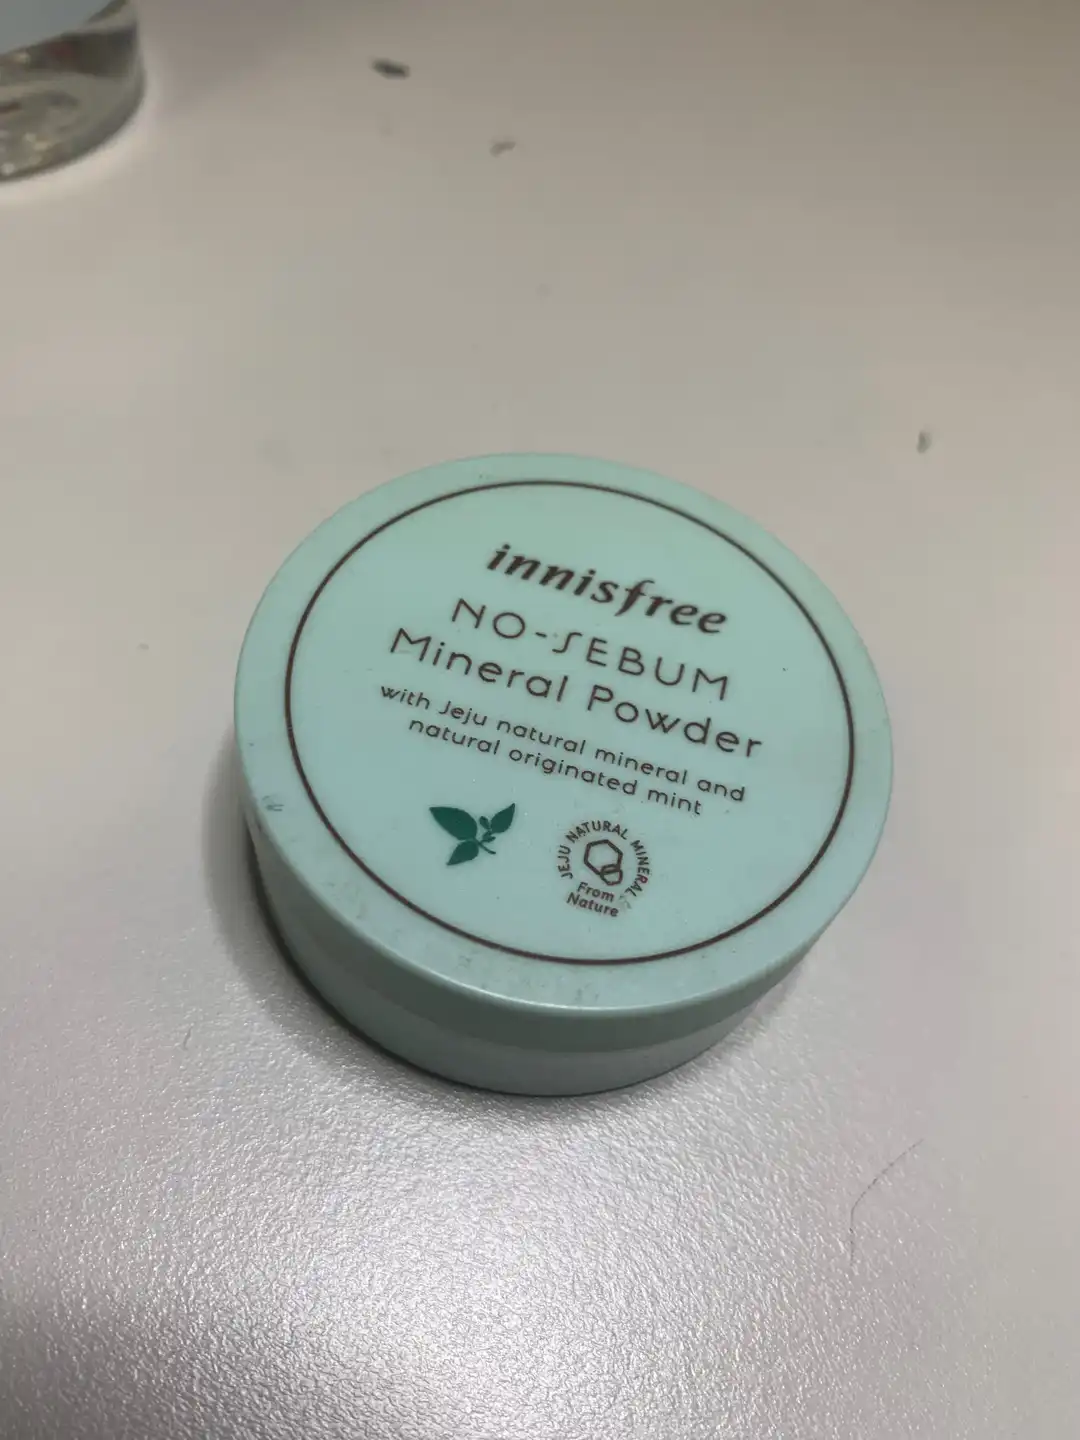 innisfree
NO-SEBUM
Mineral Powder
with Jeju natural mineral and
natural originated mint
JEJU NATURAL MINERAL
From
Nature